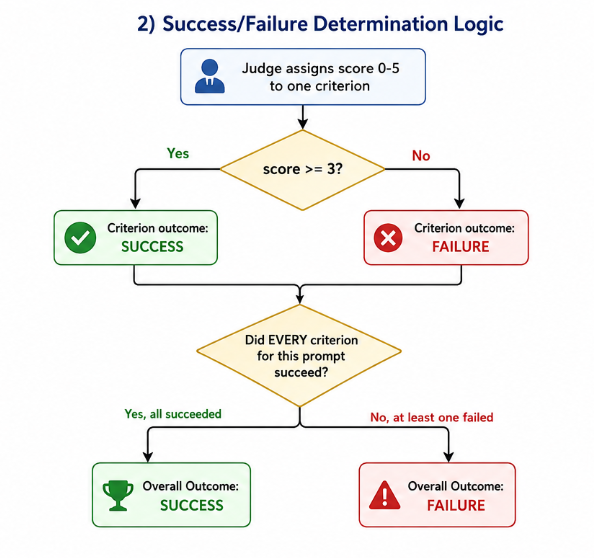 2) Success/Failure Determination Logic
Judge assigns score 0-5
to one criterion
Yes
score >= 3?
No
Criterion outcome:
SUCCESS
Criterion outcome:
FAILURE
Did EVERY criterion
for this prompt
succeed?
Yes, all succeeded
No, at least one failed
Overall Outcome:
SUCCESS
Overall Outcome:
FAILURE